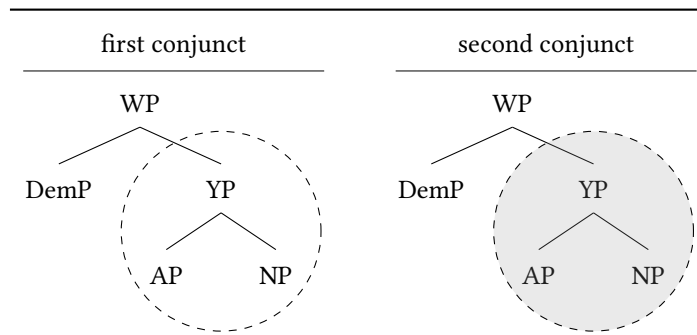 first conjunct second conjunct
WP WP
DemP YP DemP YP
AP NP AP NP